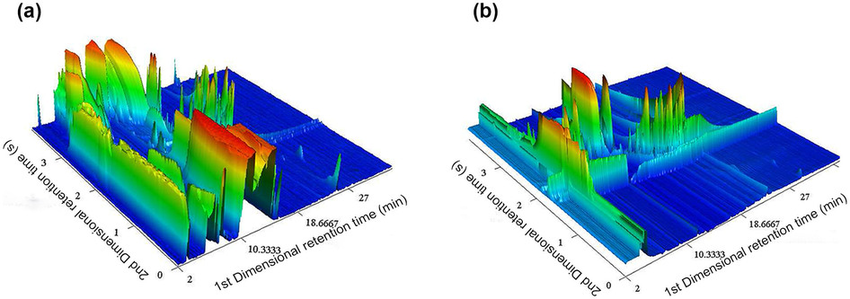 (a)
(b)
3
2
1
0
2nd Dimensional retention time (s)
2
10.3333
18.6667
27
1st Dimensional retention time (min)
3
2
1
0
2nd Dimensional retention time (s)
2
10.3333
18.6667
27
1st Dimensional retention time (min)